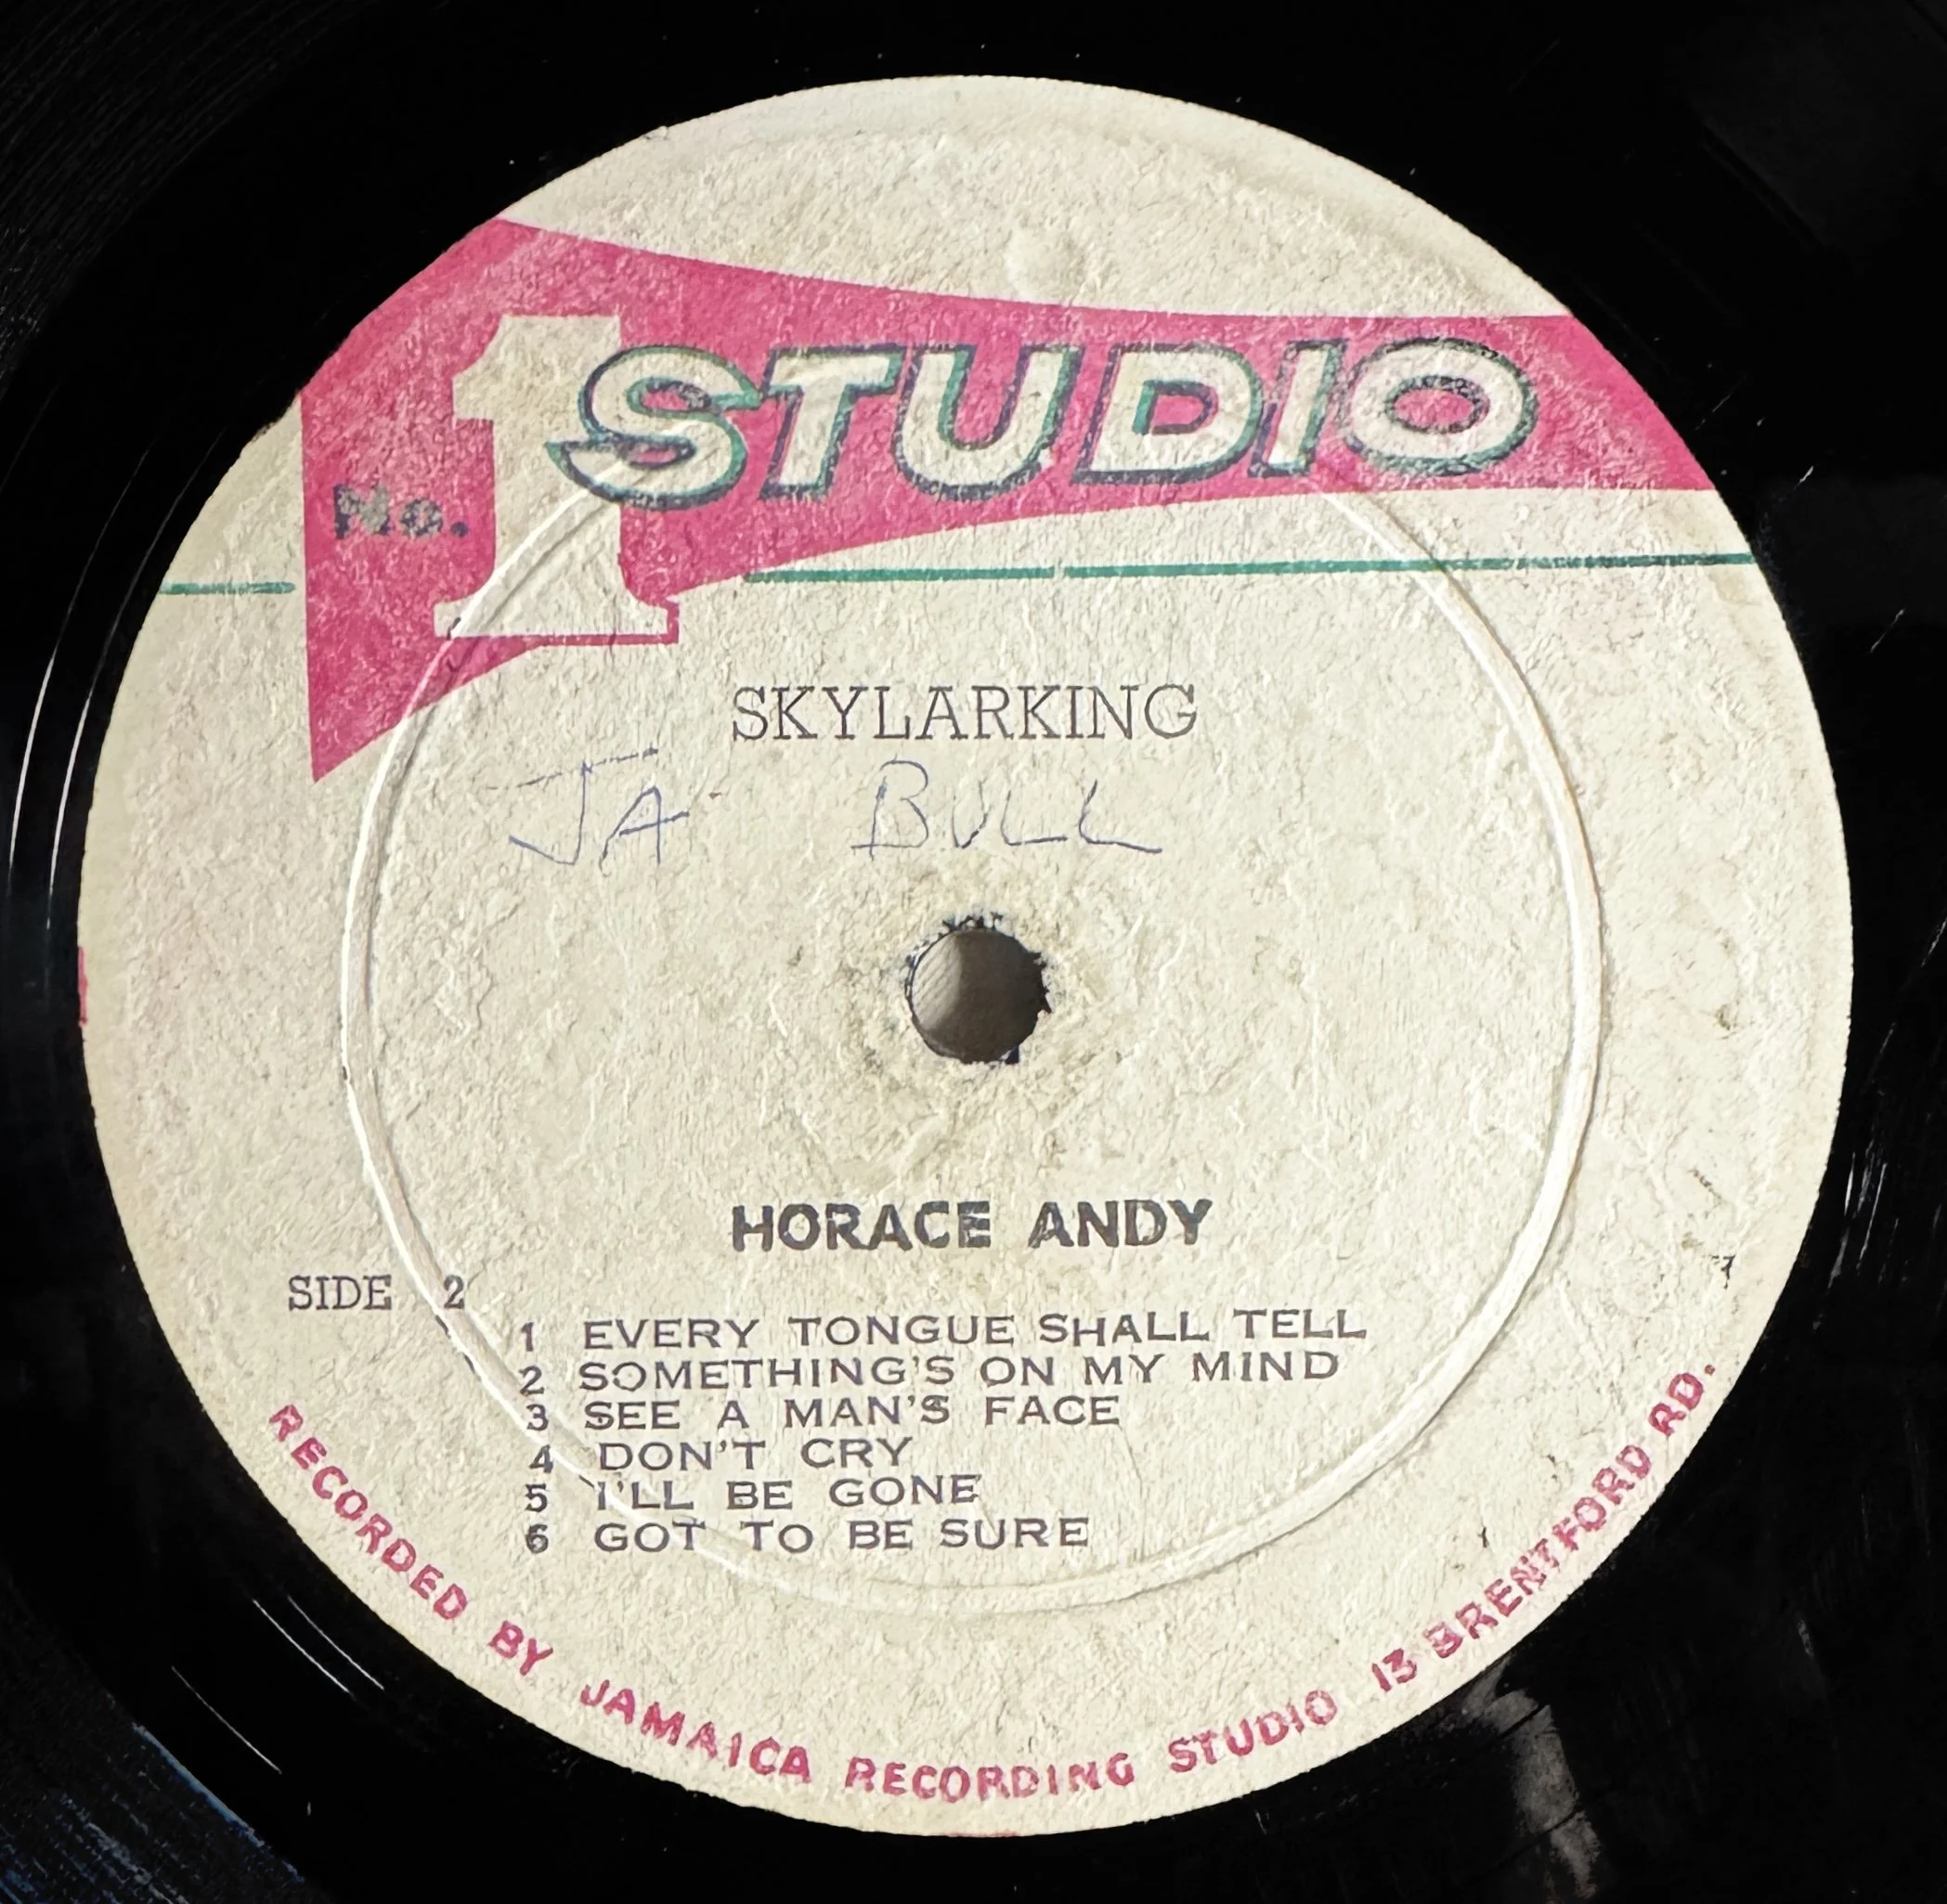 No. 1 STUDIO
SKYLARKING
JA BULL
HORACE ANDY
SIDE 2
1 EVERY TONGUE SHALL TELL
2 SOMETHING'S ON MY MIND
3 SEE A MAN'S FACE
4 DON'T CRY
5 I'LL BE GONE
6 GOT TO BE SURE
RECORDED BY JAMAICA RECORDING STUDIO 13 BRENTFORD RD.